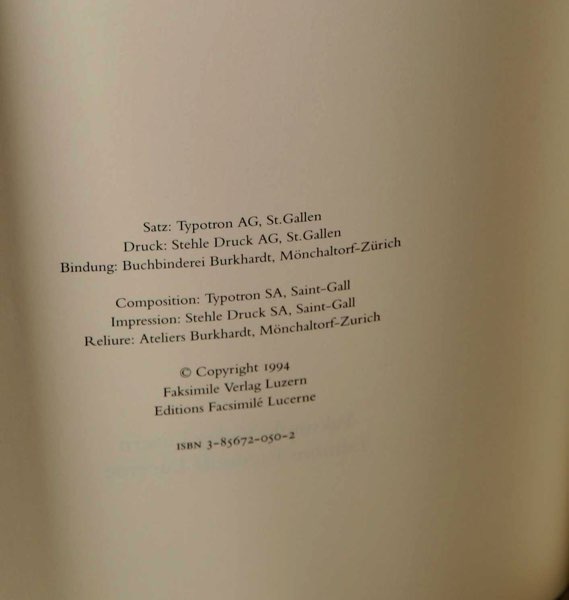 Satz: Typotron AG, St.Gallen
Druck: Stehle Druck AG, St.Gallen
Bindung: Buchbinderei Burkhardt, Mönchaltorf-Zürich
Composition: Typotron SA, Saint-Gall
Impression: Stehle Druck SA, Saint-Gall
Reliure: Ateliers Burkhardt, Mönchaltorf-Zurich
© Copyright 1994
Faksimile Verlag Luzern
Editions Facsimilé Lucerne
ISBN 3-85672-050-2